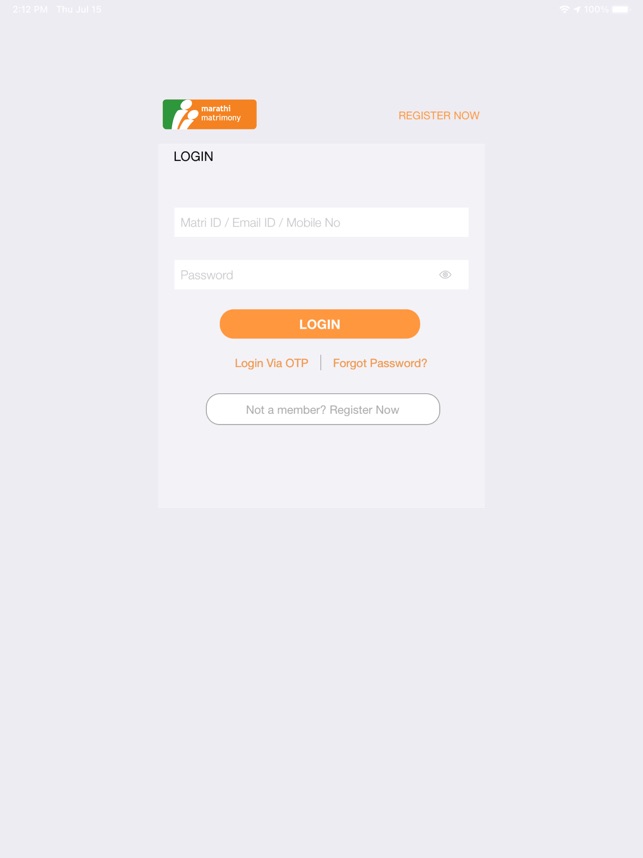 2:12 PM Thu Jul 15
100%
marathi
matrimony
REGISTER NOW
LOGIN
Matri ID / Email ID / Mobile No
Password
LOGIN
Login Via OTP
Forgot Password?
Not a member? Register Now